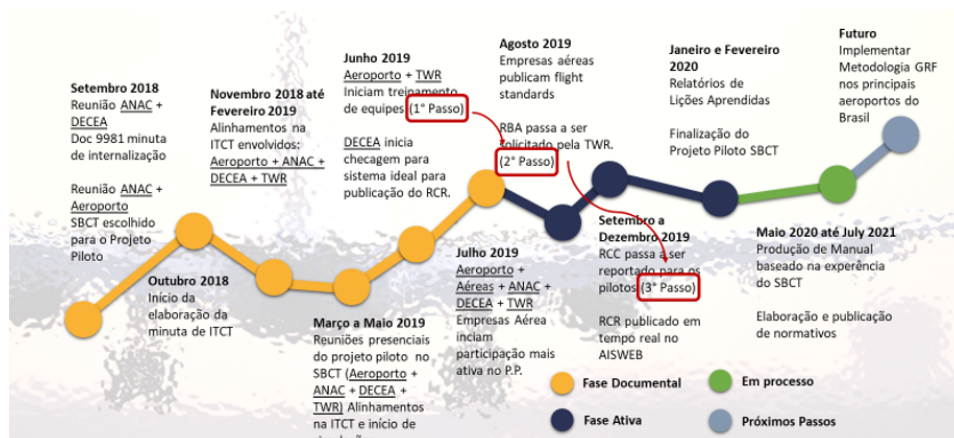 Setembro 2018
Reunião ANAC +
DECEA
Doc 9981 minuta
de internalização
Reunião ANAC +
Aeroporto
SBCT escolhido
para o Projeto
Piloto
Outubro 2018
Início da
elaboração da
minuta de ITCT
Novembro 2018 até
Fevereiro 2019
Alinhamentos na
ITCT envolvidos:
Aeroporto + ANAC +
DECEA + TWR
Março a Maio 2019
Reuniões presenciais
do projeto piloto no
SBCT (Aeroporto +
ANAC + DECEA +
TWR) Alinhamentos
na ITCT e início de
Junho 2019
Aeroporto + TWR
Iniciam treinamento
de equipes (1° Passo)
DECEA inicia
checagem para
sistema ideal para
publicação do RCR.
Julho 2019
Aeroporto +
Aéreas + ANAC +
DECEA + TWR
Empresas Aérea
inciam
participação mais
ativa no P.P.
Agosto 2019
Empresas aéreas
publicam flight
standards
RBA passa a ser
solicitado pela TWR.
(2° Passo)
Setembro a
Dezembro 2019
RCC passa a ser
reportado para os
pilotos (3° Passo)
RCR publicado em
tempo real no
AISWEB
Janeiro e Fevereiro
2020
Relatórios de
Lições Aprendidas
Finalização do
Projeto Piloto SBCT
Maio 2020 até July 2021
Produção de Manual
baseado na experência
do SBCT
Elaboração e publicação
de normativos
Futuro
Implementar
Metodologia GRF
nos principais
aeroportos do
Brasil
Fase Documental
Em processo
Fase Ativa
Próximos Passos